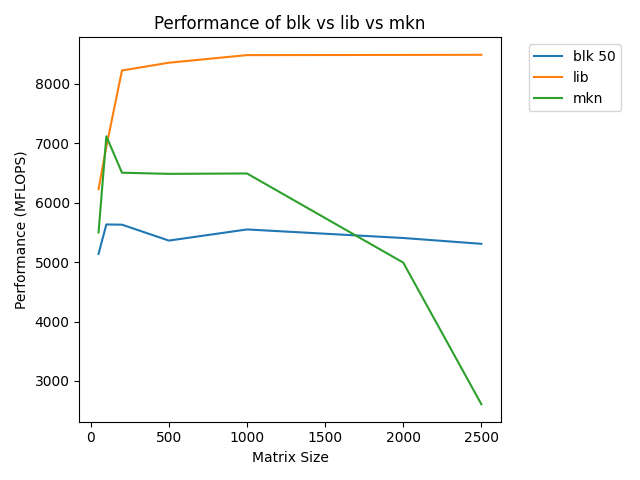 Performance of blk vs lib vs mkn
blk 50
lib
mkn
Performance (MFLOPS)
8000
7000
6000
5000
4000
3000
0 500 1000 1500 2000 2500
Matrix Size